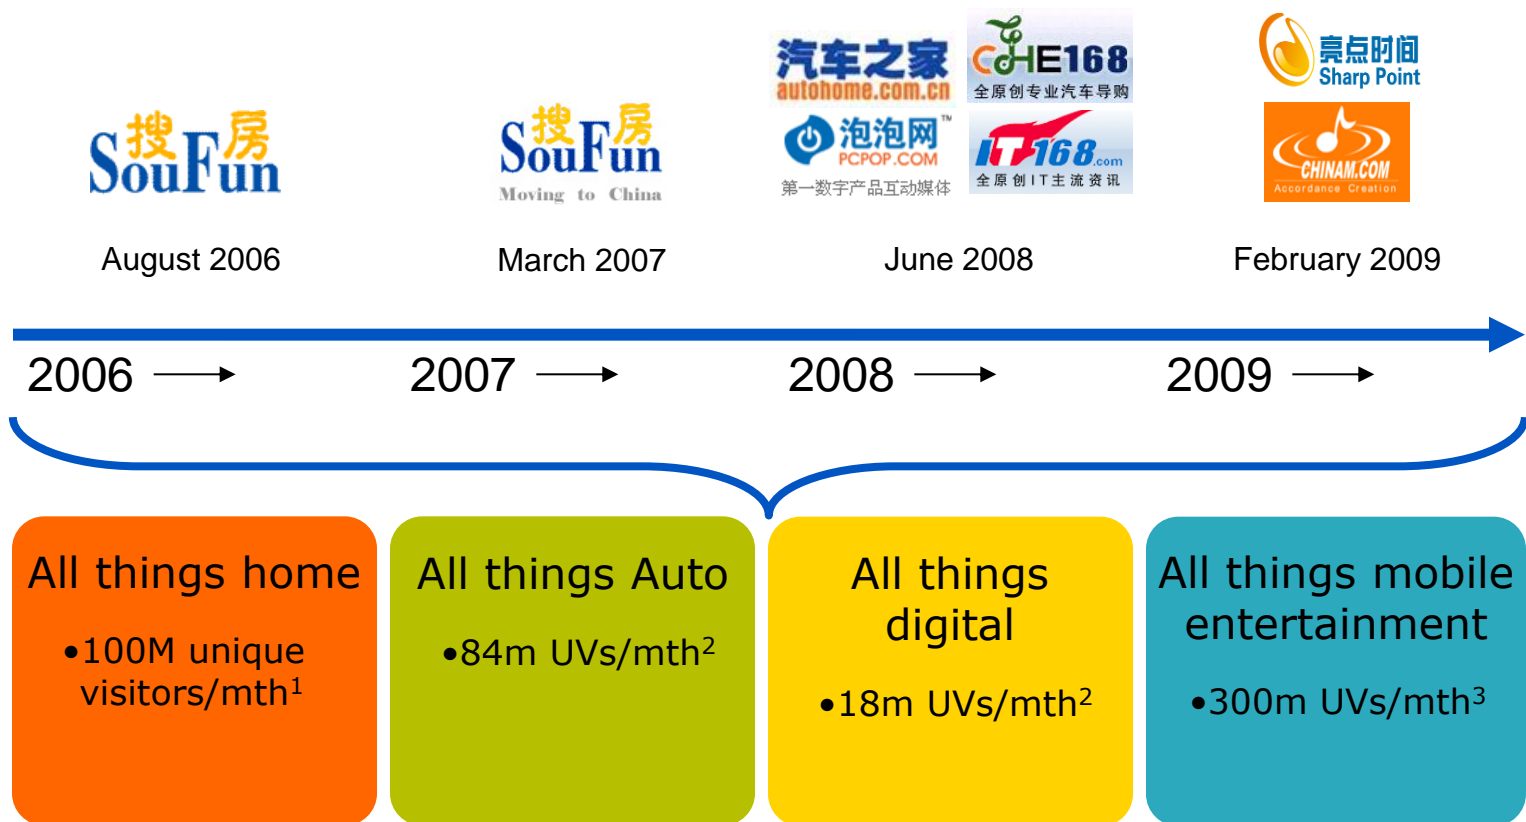 搜房
SouFun
搜房
SouFun
Moving to China
汽车之家
autohome.com.cn
CHE168
全原创专业汽车导购
泡泡网™
PCPOP.COM
第一数字产品互动媒体
IT168.com
全原创IT主流资讯
亮点时间
Sharp Point
CHINAM.COM
Accordance Creation
August 2006
March 2007
June 2008
February 2009
2006
2007
2008
2009
All things home
•100M unique
visitors/mth1
All things Auto
•84m UVs/mth2
All things
digital
•18m UVs/mth2
All things mobile
entertainment
•300m UVs/mth3